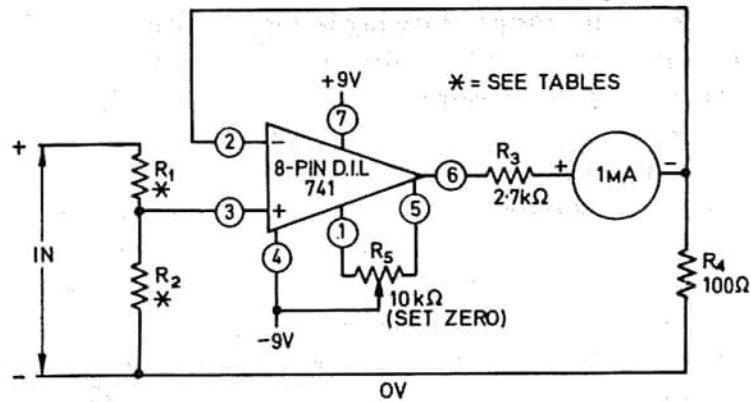 +9V
✳ = SEE TABLES
7
+
2
−
8-PIN D.I.L
741
6
R3
2·7kΩ
+
1MA
−
R1
✳
3
+
5
1
4
IN
R2
✳
R5
10kΩ
(SET ZERO)
-9V
R4
100Ω
−
0V